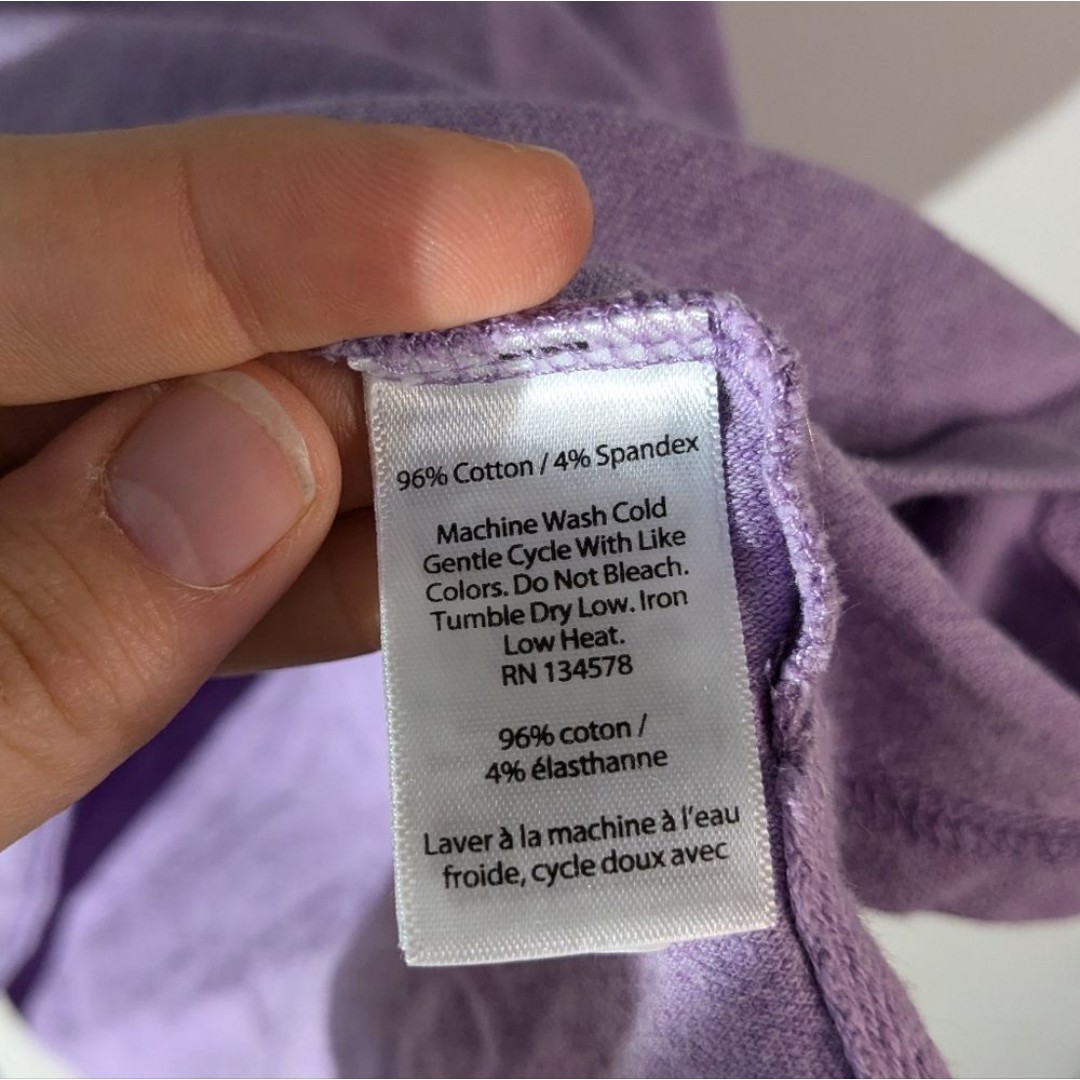 96% Cotton / 4% Spandex
Machine Wash Cold
Gentle Cycle With Like
Colors. Do Not Bleach.
Tumble Dry Low. Iron
Low Heat.
RN 134578
96% coton /
4% élasthanne
Laver à la machine à l'eau
froide, cycle doux avec